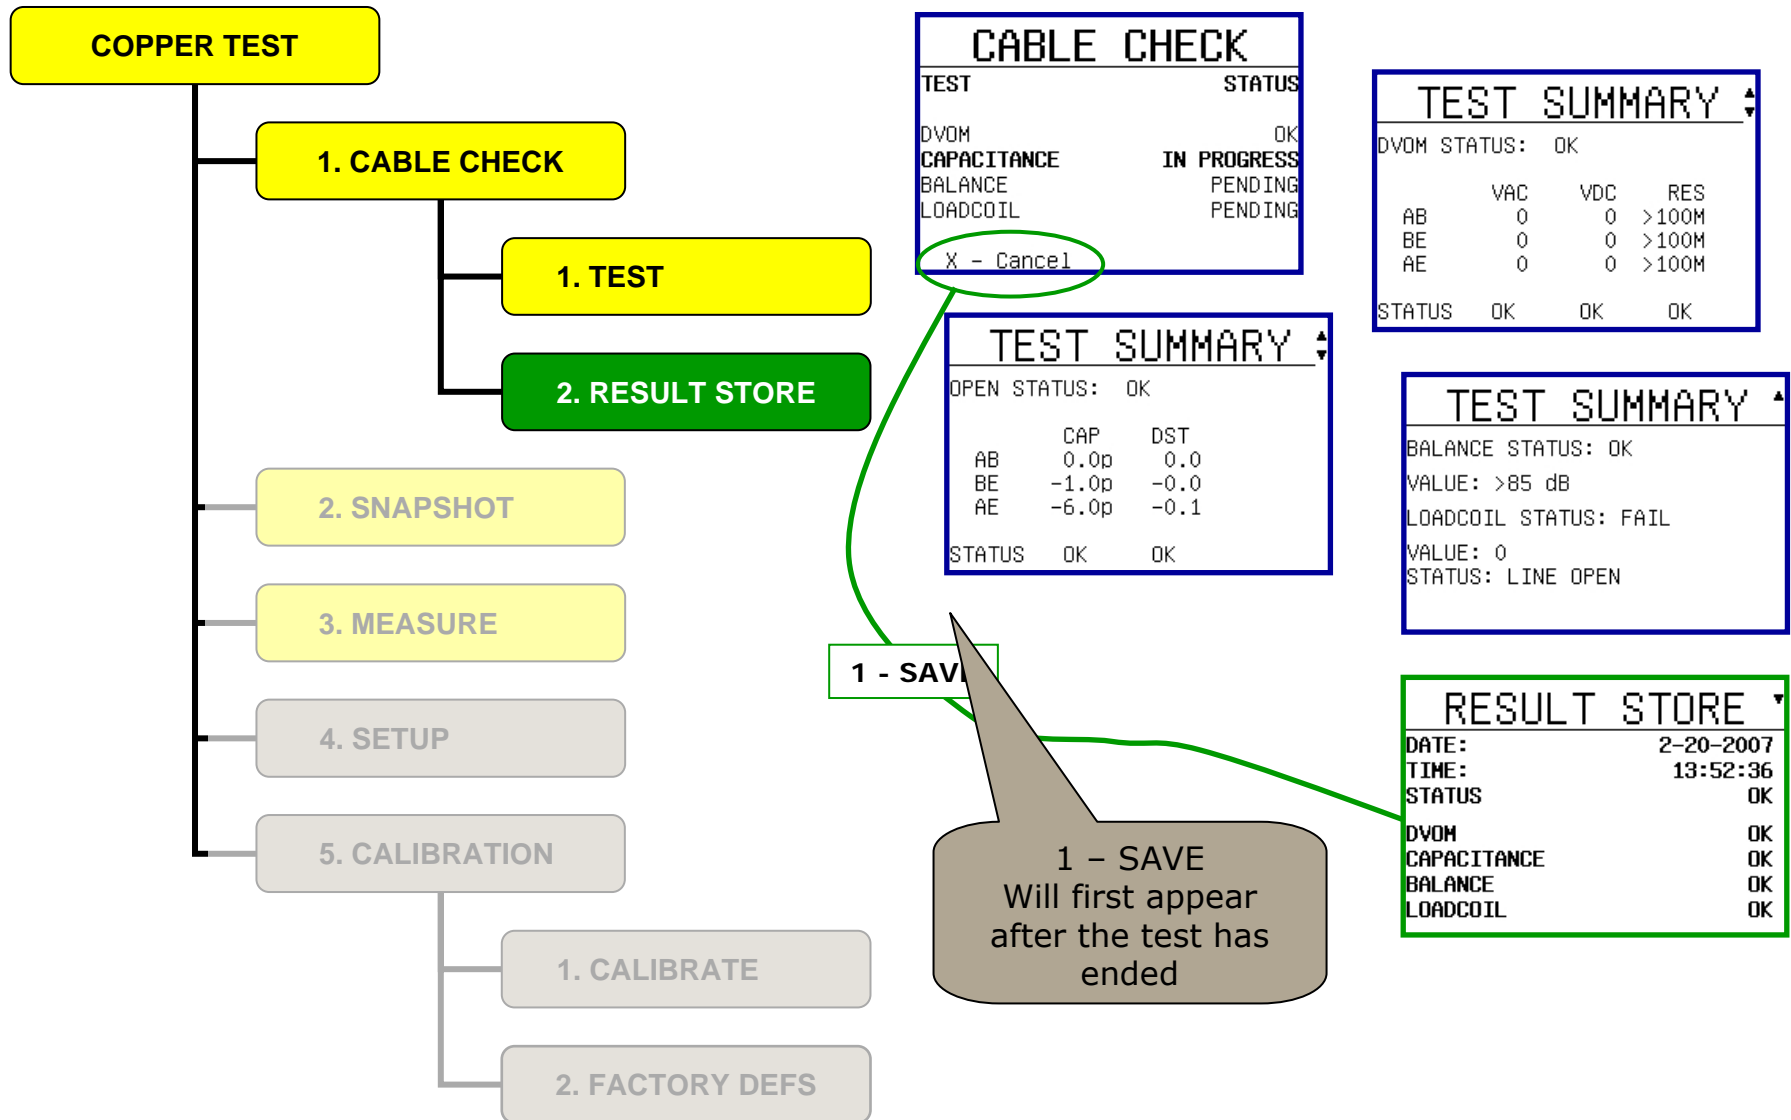 COPPER TEST
1. CABLE CHECK
1. TEST
2. RESULT STORE
2. SNAPSHOT
3. MEASURE
4. SETUP
5. CALIBRATION
1. CALIBRATE
2. FACTORY DEFS
CABLE CHECK
TEST STATUS
DVOM OK
CAPACITANCE IN PROGRESS
BALANCE PENDING
LOADCOIL PENDING
X - Cancel
TEST SUMMARY
DVOM STATUS: OK
VAC VDC RES
AB 0 0 >100M
BE 0 0 >100M
AE 0 0 >100M
STATUS OK OK OK
TEST SUMMARY
OPEN STATUS: OK
CAP DST
AB 0.0p 0.0
BE -1.0p -0.0
AE -6.0p -0.1
STATUS OK OK
TEST SUMMARY
BALANCE STATUS: OK
VALUE: >85 dB
LOADCOIL STATUS: FAIL
VALUE: 0
STATUS: LINE OPEN
1 - SAVE
RESULT STORE
DATE: 2-20-2007
TIME: 13:52:36
STATUS OK
DVOM OK
CAPACITANCE OK
BALANCE OK
LOADCOIL OK
1 – SAVE
Will first appear
after the test has
ended